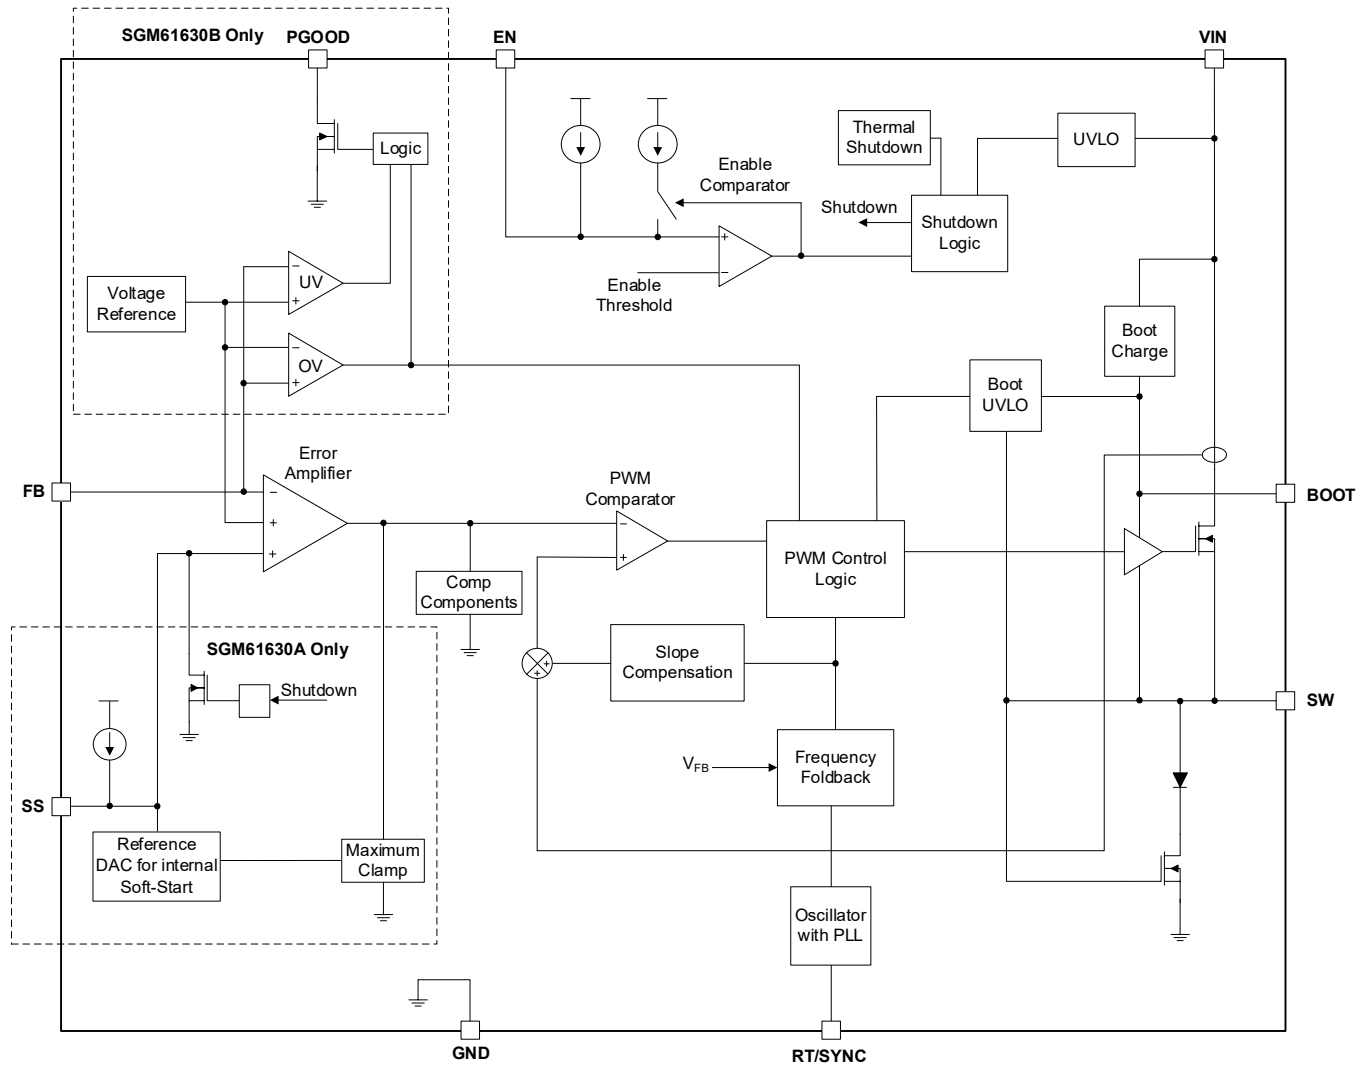 SGM61630B Only
PGOOD
EN
VIN
Logic
Thermal
Shutdown
UVLO
Enable
Comparator
Shutdown
Shutdown
Logic
+
−
Enable
Threshold
Voltage
Reference
−
UV
+
−
OV
+
Boot
Charge
Boot
UVLO
Error
Amplifier
FB
−
+
+
PWM
Comparator
−
+
BOOT
PWM Control
Logic
Comp
Components
SGM61630A Only
Shutdown
+
+
Slope
Compensation
SW
VFB
Frequency
Foldback
SS
Reference
DAC for internal
Soft-Start
Maximum
Clamp
Oscillator
with PLL
GND
RT/SYNC